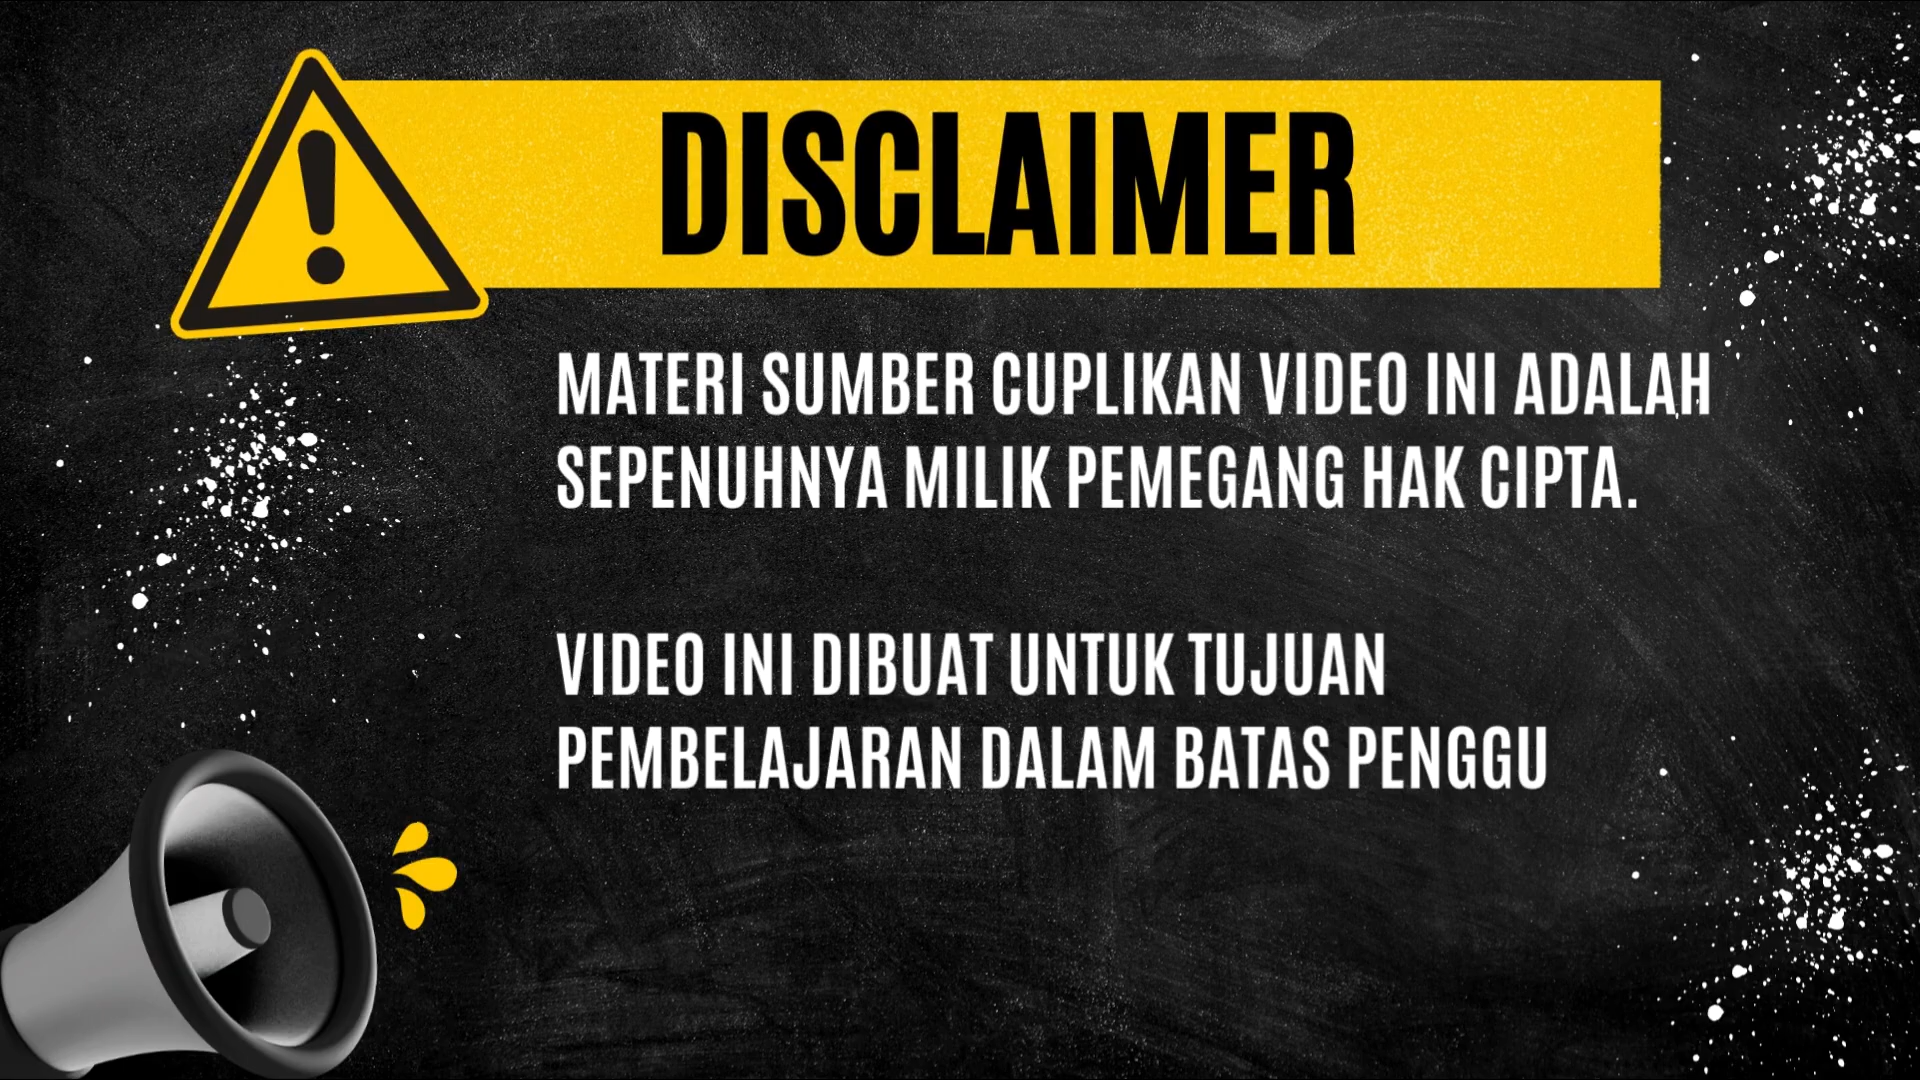 DISCLAIMER
MATERI SUMBER CUPLIKAN VIDEO INI ADALAH
SEPENUHNYA MILIK PEMEGANG HAK CIPTA.
VIDEO INI DIBUAT UNTUK TUJUAN
PEMBELAJARAN DALAM BATAS PENGGU